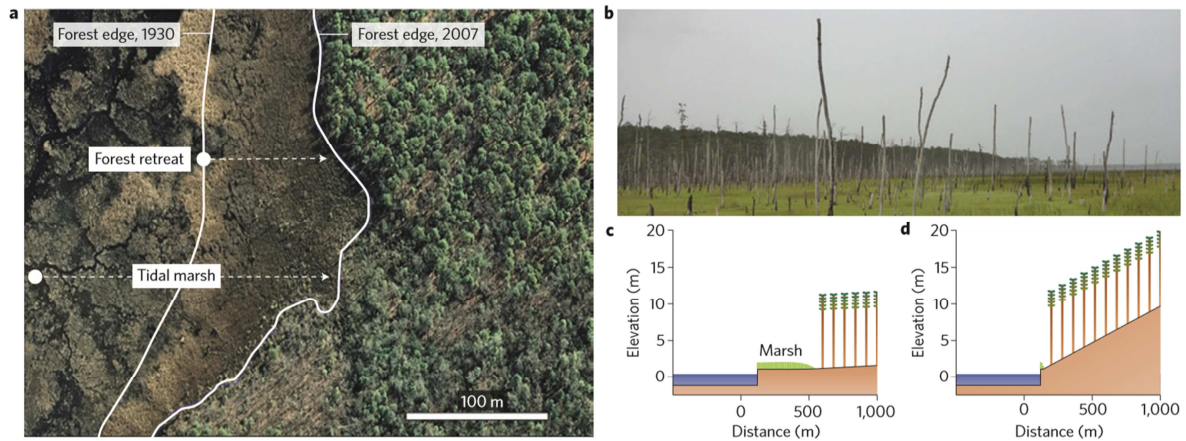 a
Forest edge, 1930
Forest edge, 2007
Forest retreat
Tidal marsh
100 m
b
c
20
15
10
5
0
Elevation (m)
Marsh
0
500
1,000
Distance (m)
d
20
15
10
5
0
Elevation (m)
0
500
1,000
Distance (m)